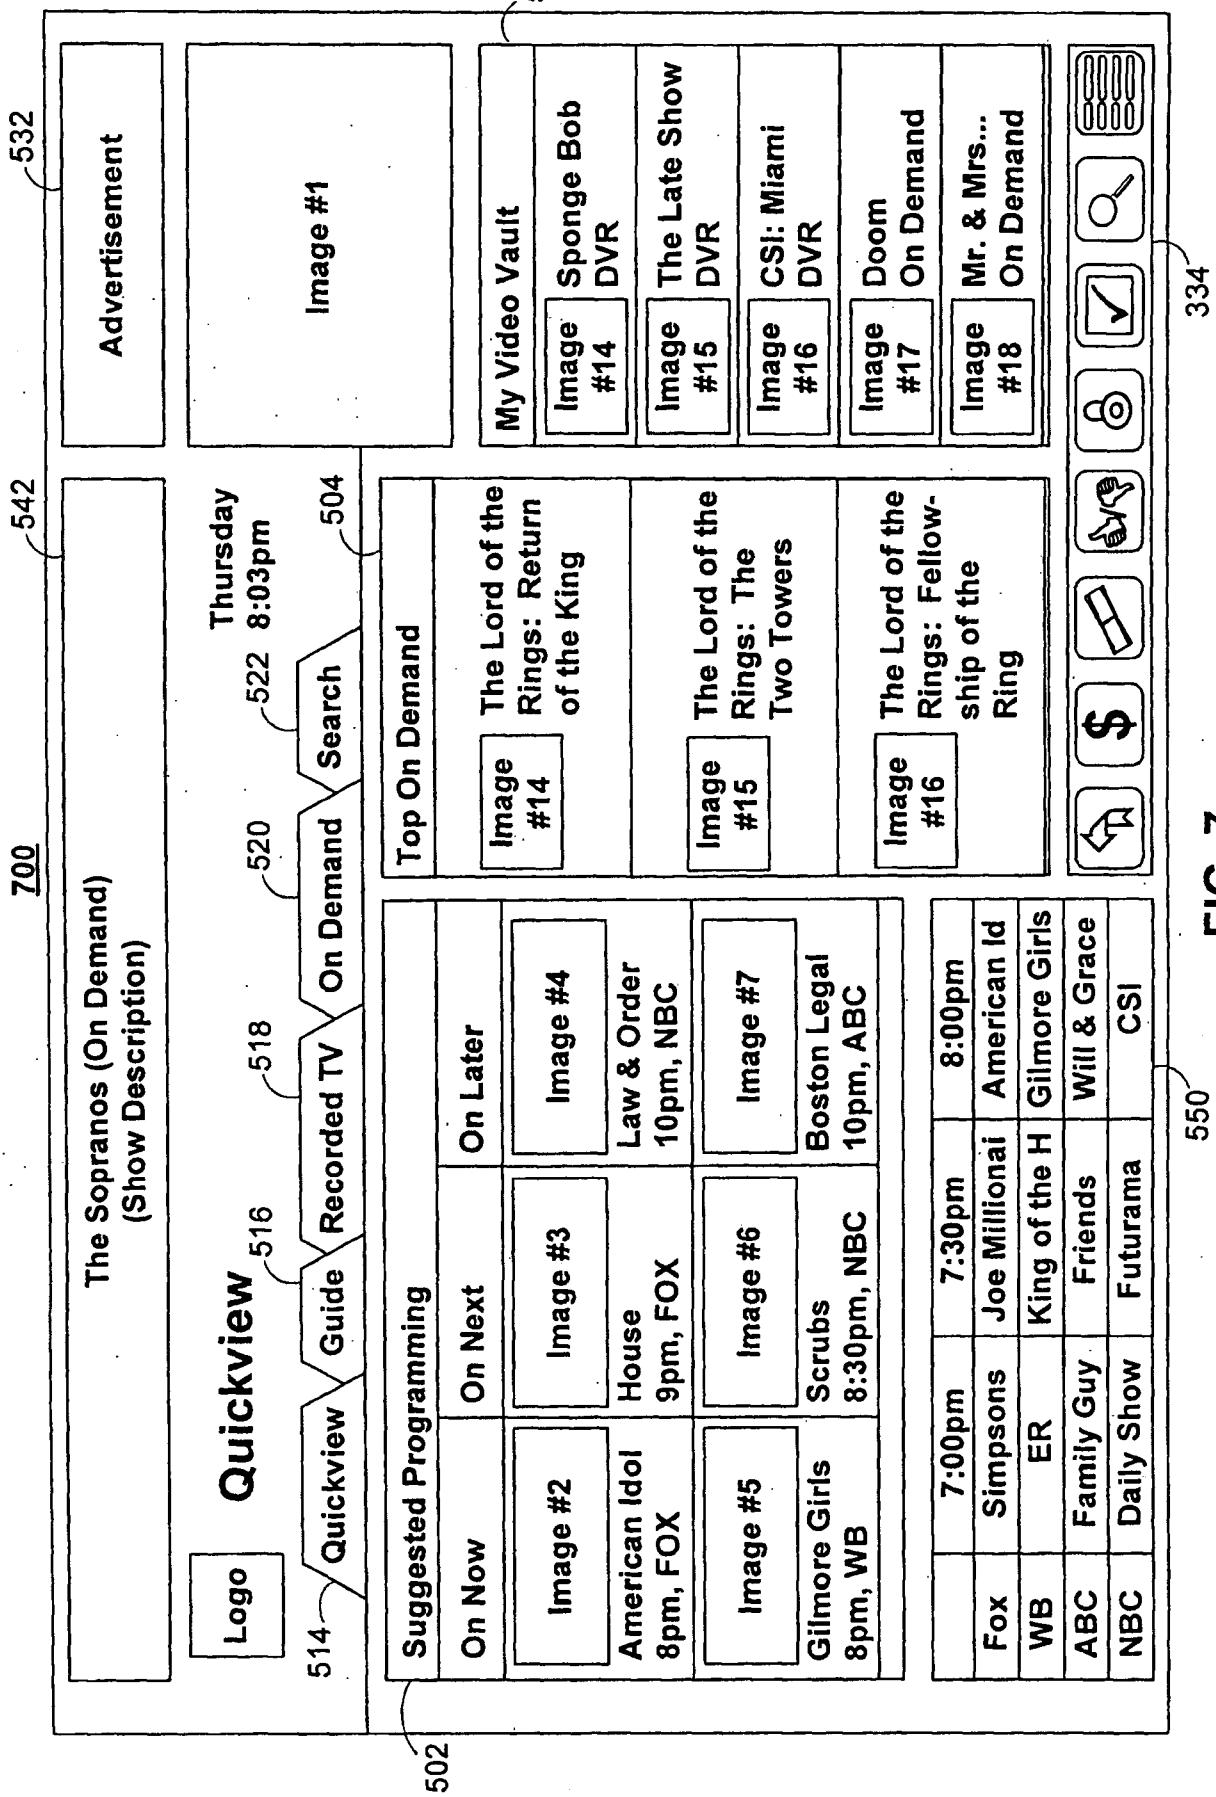 700
542
532
The Sopranos (On Demand)
(Show Description)
Advertisement
Logo
Quickview
Thursday
8:03pm
Image #1
514
516
518
520
522
504
Quickview
Guide
Recorded TV
On Demand
Search
502
Suggested Programming
On Now
On Next
On Later
Image #2
Image #3
Image #4
American Idol
8pm, FOX
House
9pm, FOX
Law & Order
10pm, NBC
Image #5
Image #6
Image #7
Gilmore Girls
8pm, WB
Scrubs
8:30pm, NBC
Boston Legal
10pm, ABC
Top On Demand
Image
#14
The Lord of the
Rings: Return
of the King
Image
#15
The Lord of the
Rings: The
Two Towers
Image
#16
The Lord of the
Rings: Fellow-
ship of the
Ring
My Video Vault
Image
#14
Sponge Bob
DVR
Image
#15
The Late Show
DVR
Image
#16
CSI: Miami
DVR
Image
#17
Doom
On Demand
Image
#18
Mr. & Mrs...
On Demand
7:00pm
7:30pm
8:00pm
Fox
Simpsons
Joe Millionai
American Id
WB
ER
King of the H
Gilmore Girls
ABC
Family Guy
Friends
Will & Grace
NBC
Daily Show
Futurama
CSI
$
550
334